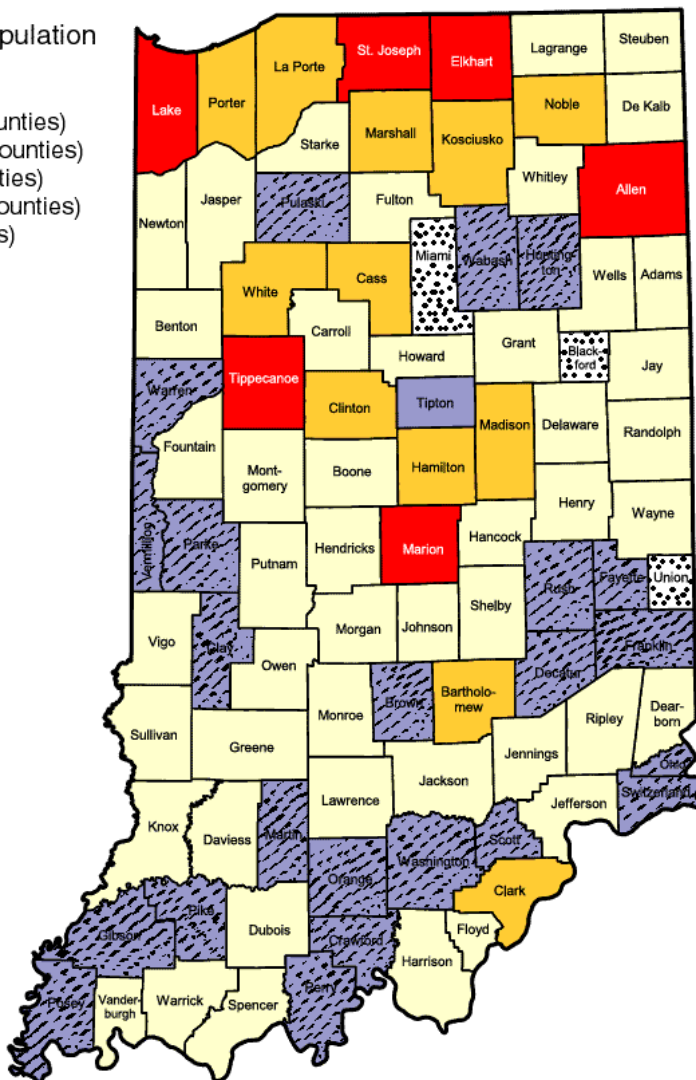 pulation
unties)
ounties)
ties)
ounties)
s)
Lake
Porter
La Porte
St. Joseph
Elkhart
Lagrange
Steuben
Noble
De Kalb
Starke
Marshall
Kosciusko
Whitley
Allen
Newton
Jasper
Pulaski
Fulton
Miami
Wabash
Hunting-
ton
Wells
Adams
White
Cass
Benton
Carroll
Howard
Grant
Black-
ford
Jay
Warren
Tippecanoe
Clinton
Tipton
Madison
Delaware
Randolph
Fountain
Mont-
gomery
Boone
Hamilton
Henry
Wayne
Vermillion
Parke
Putnam
Hendricks
Marion
Hancock
Rush
Fayette
Union
Vigo
Clay
Owen
Morgan
Johnson
Shelby
Decatur
Franklin
Sullivan
Greene
Monroe
Brown
Bartholo-
mew
Jennings
Ripley
Dear-
born
Ohio
Switzerland
Knox
Daviess
Martin
Lawrence
Jackson
Jefferson
Scott
Washington
Orange
Clark
Floyd
Harrison
Crawford
Dubois
Pike
Gibson
Posey
Vander-
burgh
Warrick
Spencer
Perry